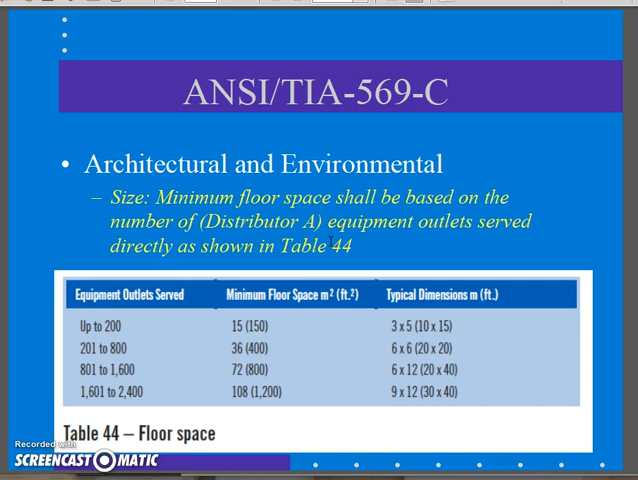 ANSI/TIA-569-C
• Architectural and Environmental
– Size: Minimum floor space shall be based on the
number of (Distributor A) equipment outlets served
directly as shown in Table 44
Equipment Outlets Served Minimum Floor Space m² (ft.²) Typical Dimensions m (ft.)
Up to 200 15 (150) 3 x 5 (10 x 15)
201 to 800 36 (400) 6 x 6 (20 x 20)
801 to 1,600 72 (800) 6 x 12 (20 x 40)
1,601 to 2,400 108 (1,200) 9 x 12 (30 x 40)
Table 44 – Floor space
Recorded with
SCREENCAST MATIC